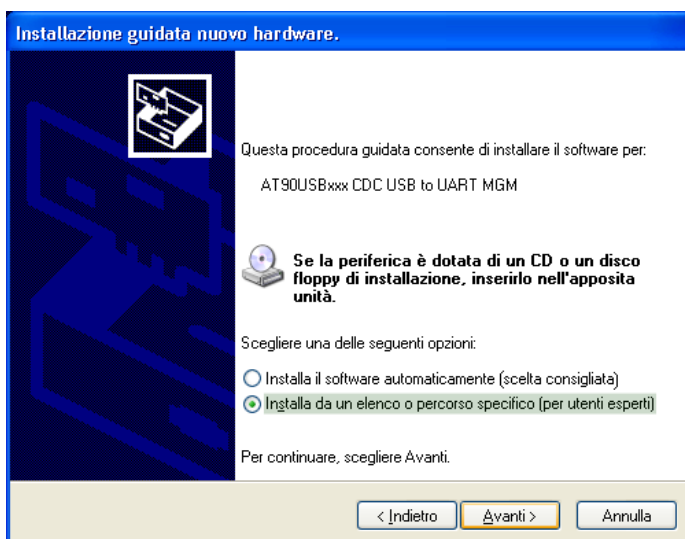 Installazione guidata nuovo hardware.
Questa procedura guidata consente di installare il software per:
AT90USBxxx CDC USB to UART MGM
Se la periferica è dotata di un CD o un disco
floppy di installazione, inserirlo nell'apposita
unità.
Scegliere una delle seguenti opzioni:
Installa il software automaticamente (scelta consigliata)
Installa da un elenco o percorso specifico (per utenti esperti)
Per continuare, scegliere Avanti.
< Indietro Avanti > Annulla